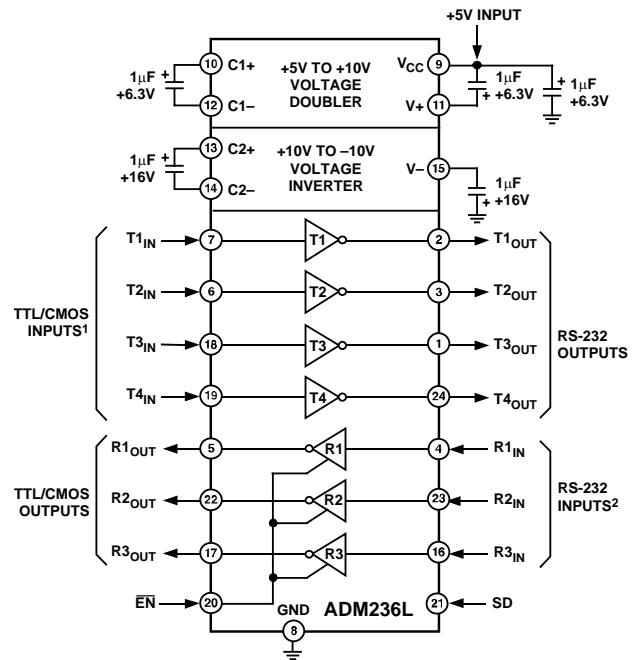 +5V INPUT
10 C1+ +5V TO +10V VOLTAGE DOUBLER VCC 9
1µF +6.3V +
12 C1– V+ 11
+ 1µF +6.3V
+ 1µF +6.3V
13 C2+ +10V TO –10V VOLTAGE INVERTER V– 15
1µF +16V +
14 C2–
1µF + +16V
T1IN 7 T1 2 T1OUT
T2IN 6 T2 3 T2OUT
TTL/CMOS INPUTS1
T3IN 18 T3 1 T3OUT
RS-232 OUTPUTS
T4IN 19 T4 24 T4OUT
R1OUT 5 R1 4 R1IN
TTL/CMOS OUTPUTS
R2OUT 22 R2 23 R2IN
RS-232 INPUTS2
R3OUT 17 R3 16 R3IN
EN 20 GND ADM236L 21 SD
8